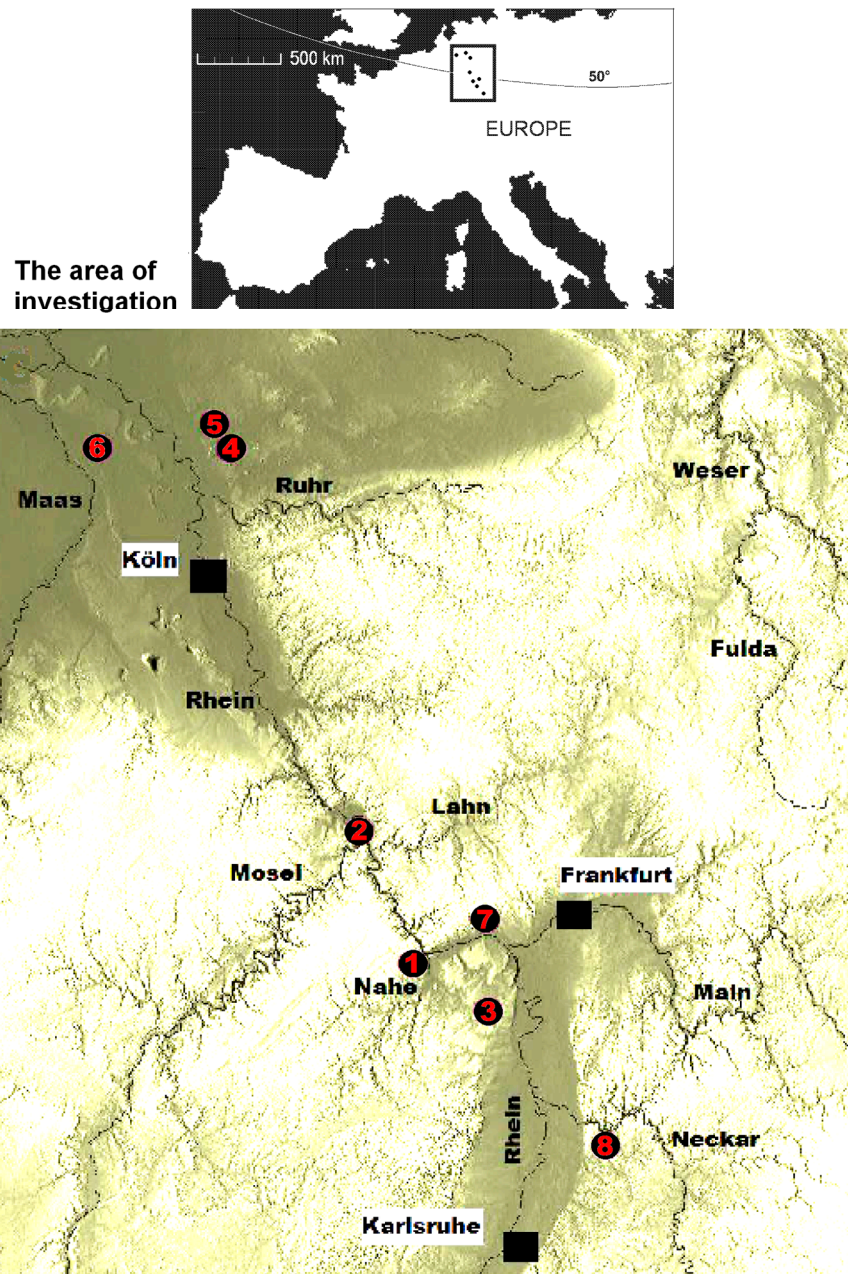 500 km
50°
EUROPE
The area of
investigation
5
4
6
Weser
Ruhr
Maas
Köln
Fulda
Rhein
Lahn
2
Mosel
Frankfurt
7
1
Nahe
Main
3
Rhein
Neckar
8
Karlsruhe